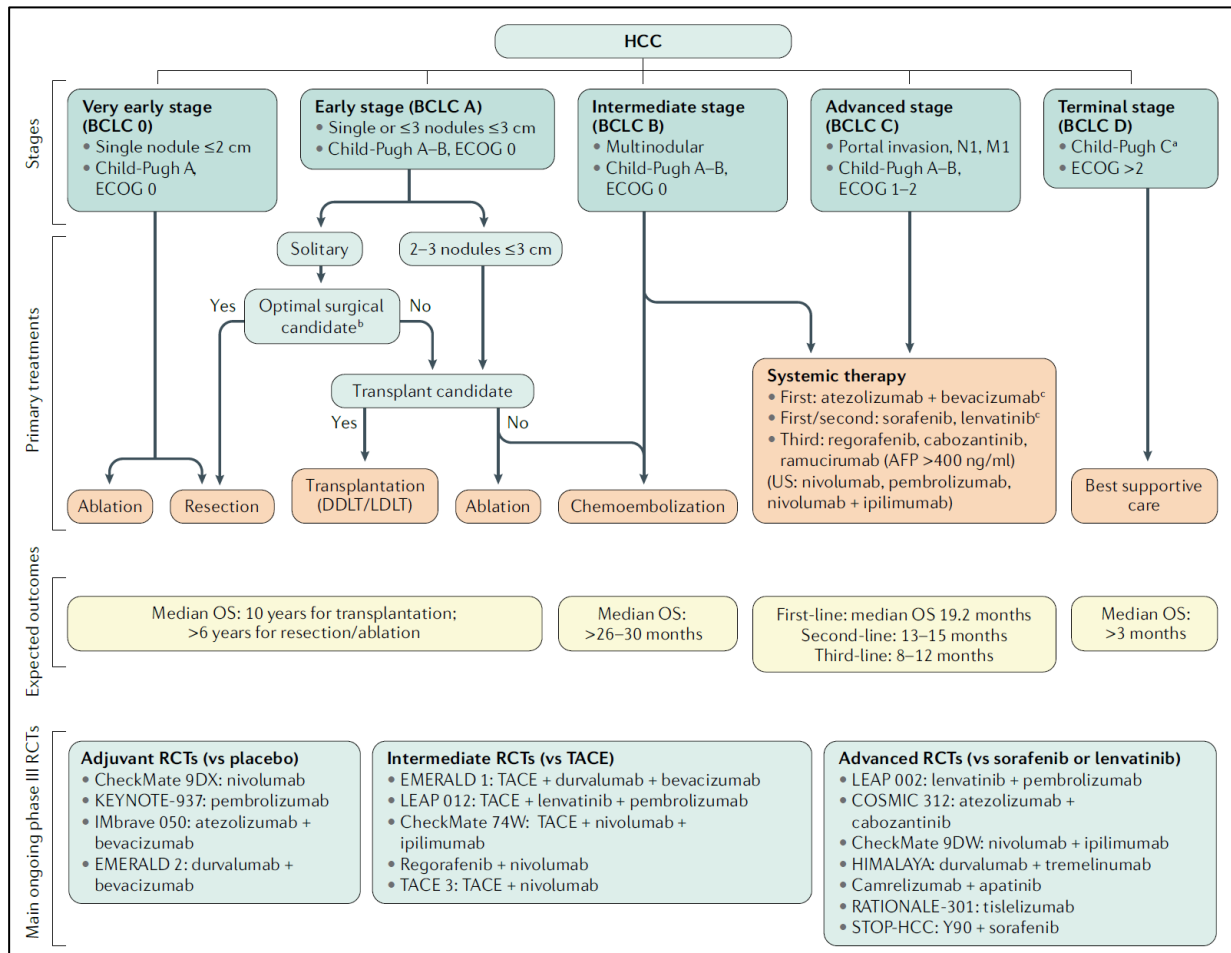 HCC
Stages
Very early stage
(BCLC 0)
• Single nodule ≤2 cm
• Child-Pugh A,
ECOG 0
Early stage (BCLC A)
• Single or ≤3 nodules ≤3 cm
• Child-Pugh A–B, ECOG 0
Intermediate stage
(BCLC B)
• Multinodular
• Child-Pugh A–B,
ECOG 0
Advanced stage
(BCLC C)
• Portal invasion, N1, M1
• Child-Pugh A–B,
ECOG 1–2
Terminal stage
(BCLC D)
• Child-Pugh Cᵃ
• ECOG >2
Primary treatments
Solitary
2–3 nodules ≤3 cm
Yes
Optimal surgical
candidateᵇ
No
Transplant candidate
Yes
No
Ablation
Resection
Transplantation
(DDLT/LDLT)
Ablation
Chemoembolization
Systemic therapy
• First: atezolizumab + bevacizumabᶜ
• First/second: sorafenib, lenvatinibᶜ
• Third: regorafenib, cabozantinib,
ramucirumab (AFP >400 ng/ml)
(US: nivolumab, pembrolizumab,
nivolumab + ipilimumab)
Best supportive
care
Expected outcomes
Median OS: 10 years for transplantation;
>6 years for resection/ablation
Median OS:
>26–30 months
First-line: median OS 19.2 months
Second-line: 13–15 months
Third-line: 8–12 months
Median OS:
>3 months
Main ongoing phase III RCTs
Adjuvant RCTs (vs placebo)
• CheckMate 9DX: nivolumab
• KEYNOTE-937: pembrolizumab
• IMbrave 050: atezolizumab +
bevacizumab
• EMERALD 2: durvalumab +
bevacizumab
Intermediate RCTs (vs TACE)
• EMERALD 1: TACE + durvalumab + bevacizumab
• LEAP 012: TACE + lenvatinib + pembrolizumab
• CheckMate 74W: TACE + nivolumab +
ipilimumab
• Regorafenib + nivolumab
• TACE 3: TACE + nivolumab
Advanced RCTs (vs sorafenib or lenvatinib)
• LEAP 002: lenvatinib + pembrolizumab
• COSMIC 312: atezolizumab +
cabozantinib
• CheckMate 9DW: nivolumab + ipilimumab
• HIMALAYA: durvalumab + tremelinumab
• Camrelizumab + apatinib
• RATIONALE-301: tislelizumab
• STOP-HCC: Y90 + sorafenib